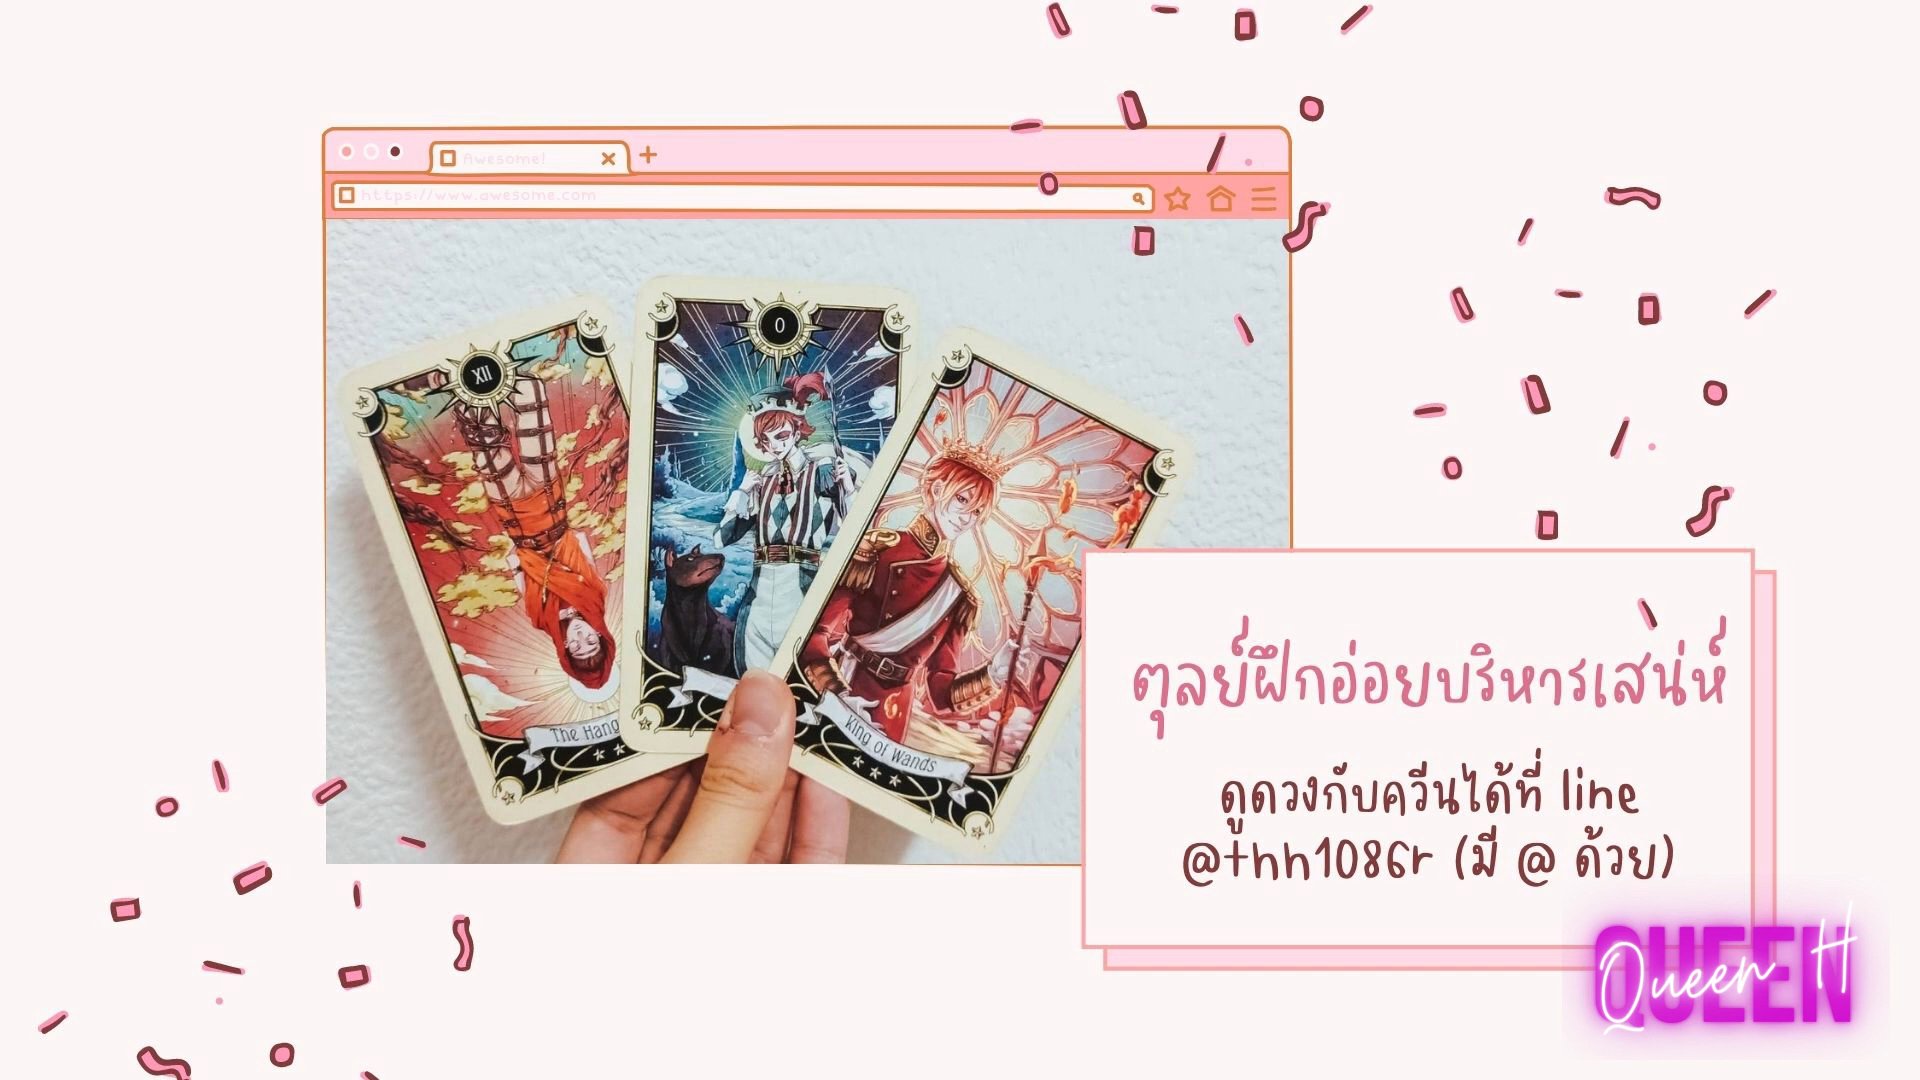 Awesome!
https://www.awesome.com
XII
0
The Hang
King of Wands
ตุลย์ฝึกอ่อยบริหารเสน่ห์
ดูดวงกับควีนได้ที่ line
@thh1086r (มี @ ด้วย)
QUEEN
Queen H